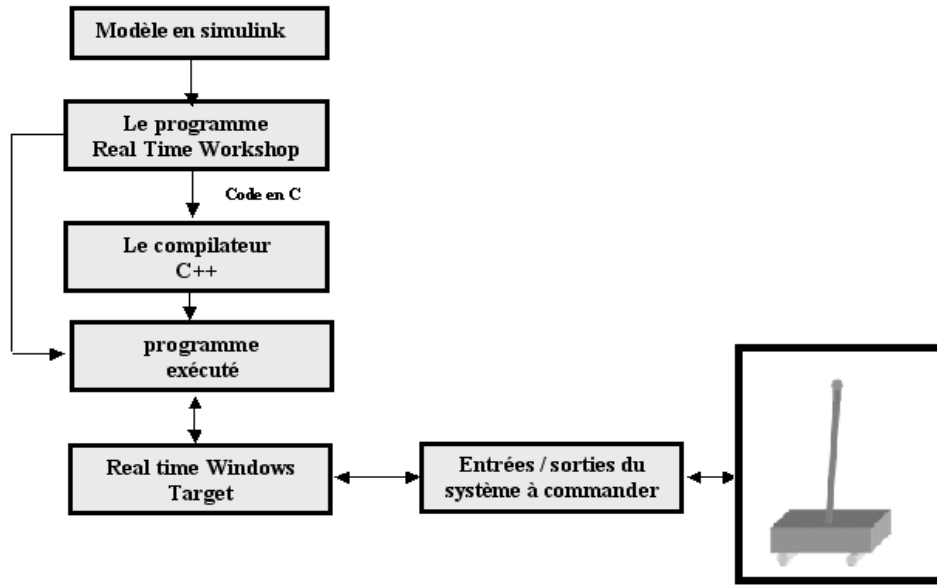 Modèle en simulink
Le programme
Real Time Workshop
Code en C
Le compilateur
C++
programme
exécuté
Real time Windows
Target
Entrées / sorties du
système à commander